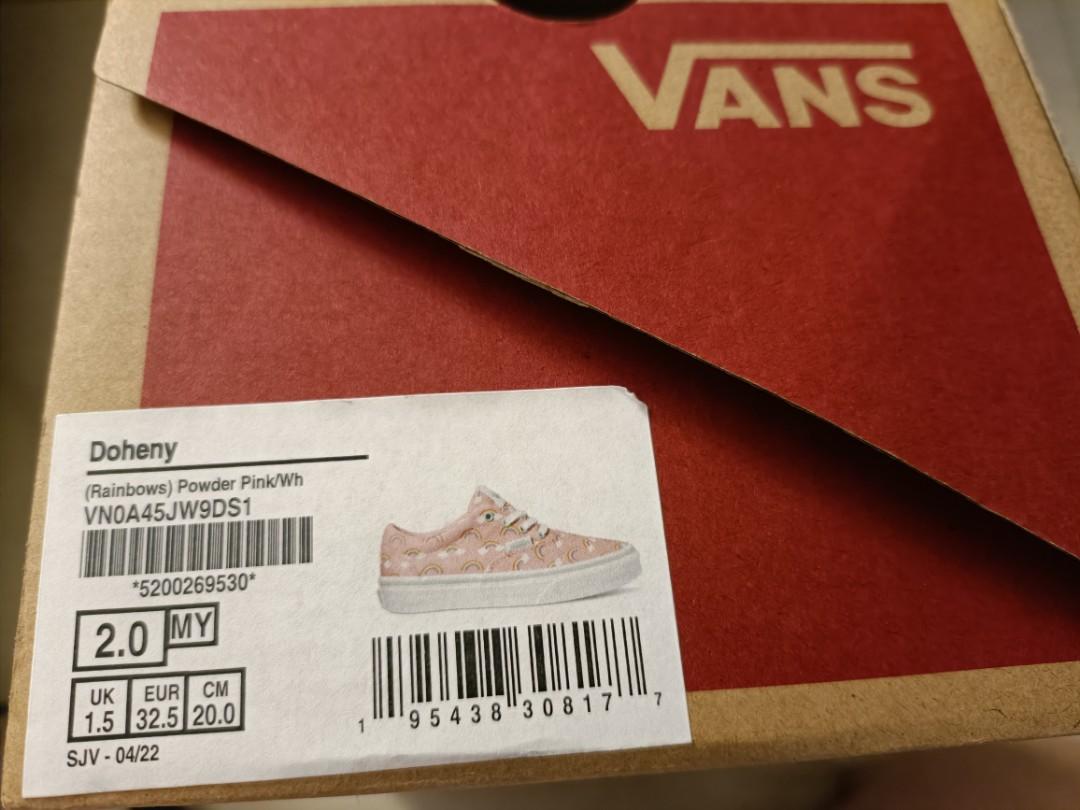 VANS
Doheny
(Rainbows) Powder Pink/Wh
VN0A45JW9DS1
*5200269530*
2.0 MY
UK EUR CM
1.5 32.5 20.0
SJV - 04/22
1 95438 30817 7